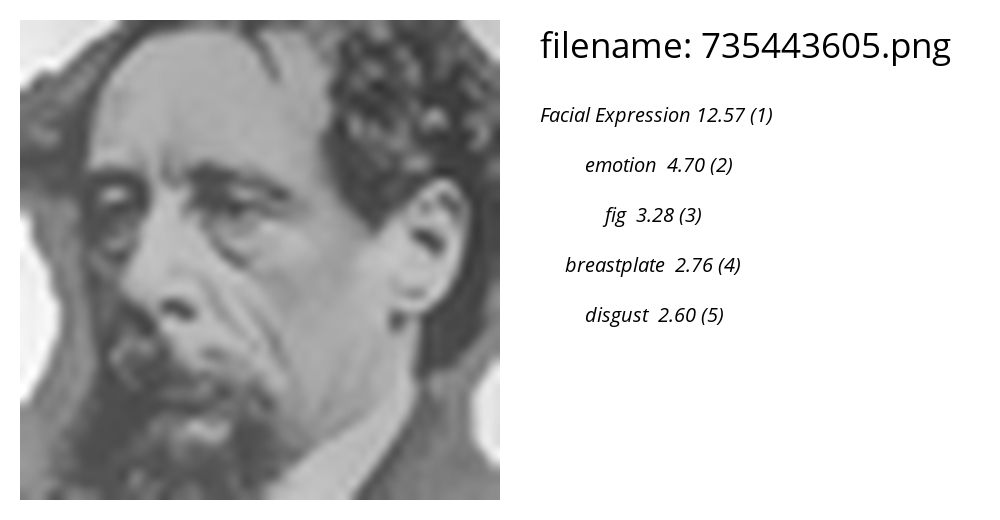 filename: 735443605.png
Facial Expression 12.57 (1)
emotion 4.70 (2)
fig 3.28 (3)
breastplate 2.76 (4)
disgust 2.60 (5)